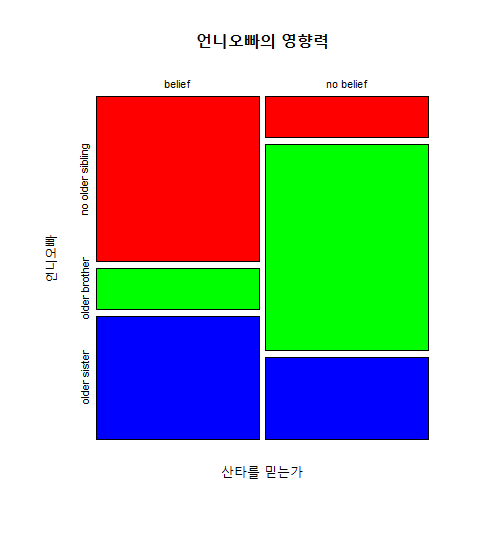 언니오빠의 영향력
belief
no belief
no older sibling
older brother
older sister
언니오빠
산타를 믿는가